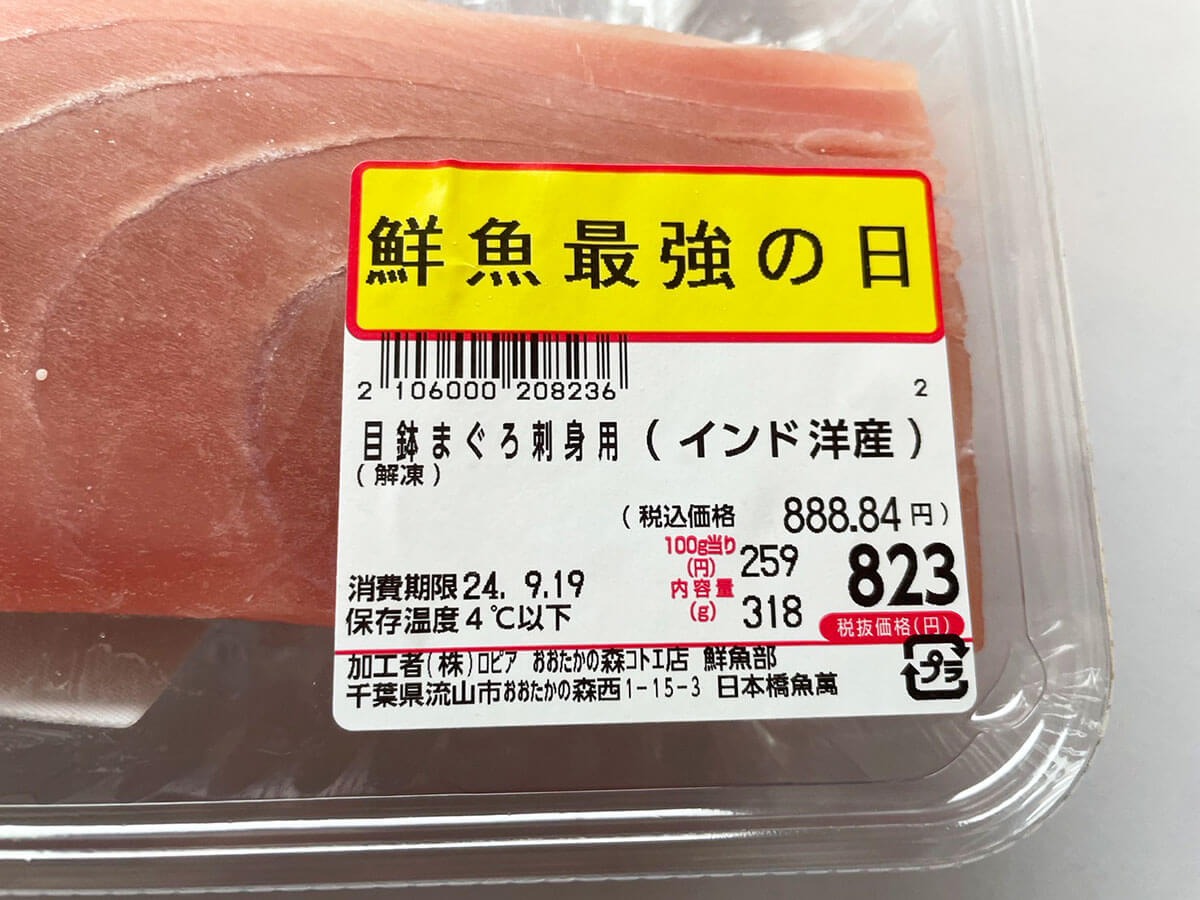 鮮魚最強の日
2 106000 208236 2
目鉢まぐろ刺身用(インド洋産)
(解凍)
(税込価格 888.84円)
100g当り(円) 259 823
消費期限24. 9.19 内容量(g) 318 税抜価格(円)
保存温度4℃以下
加工者(株)ロピア おおたかの森コトエ店 鮮魚部
千葉県流山市おおたかの森西1-15-3 日本橋魚萬
プラ